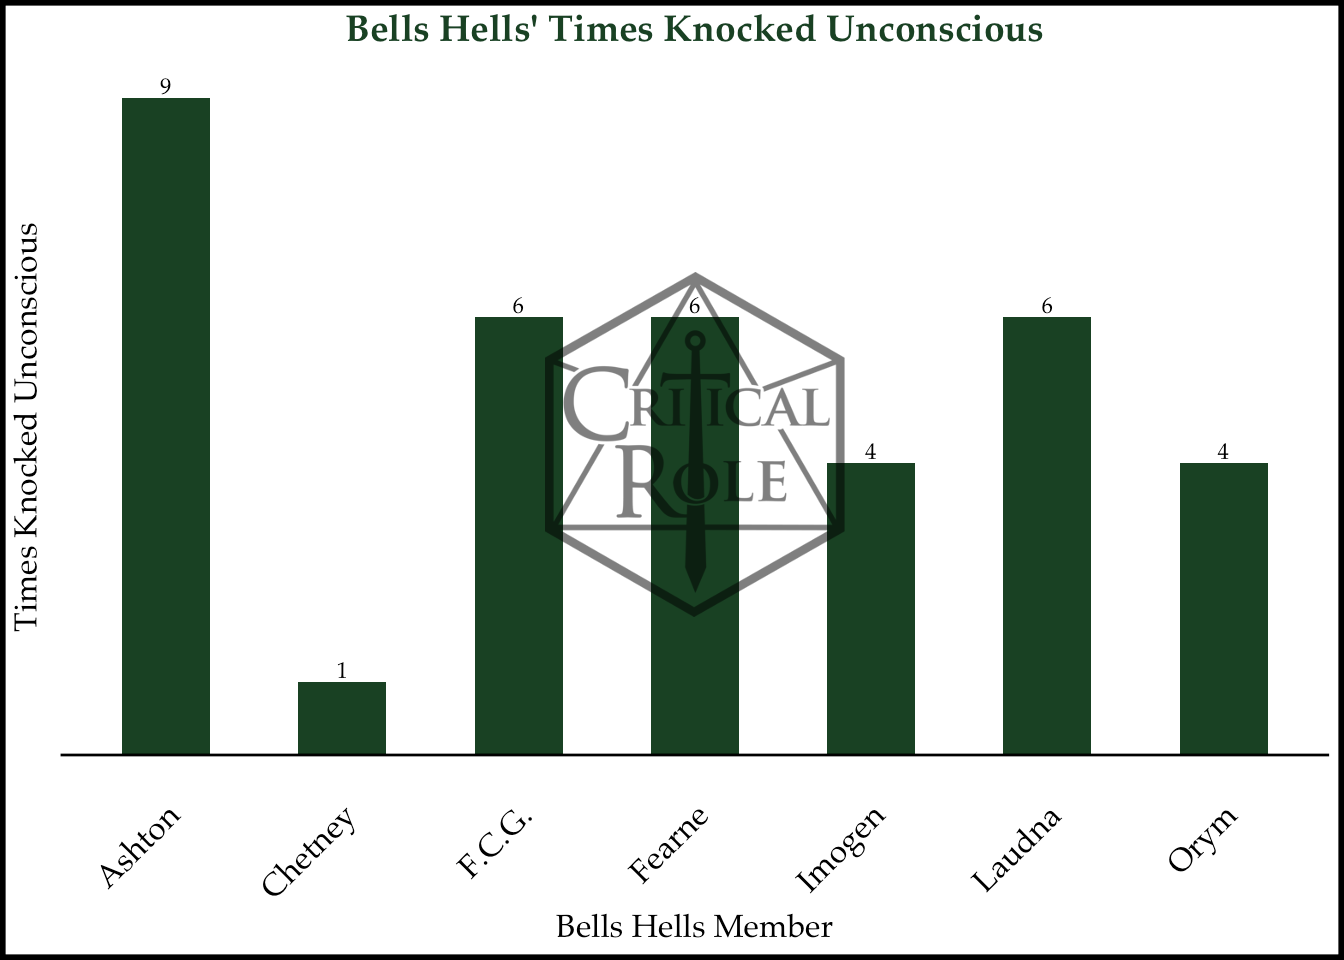 Bells Hells' Times Knocked Unconscious
Times Knocked Unconscious
9
1
6
6
4
6
4
CRITICAL
ROLE
Ashton
Chetney
F.C.G.
Fearne
Imogen
Laudna
Orym
Bells Hells Member